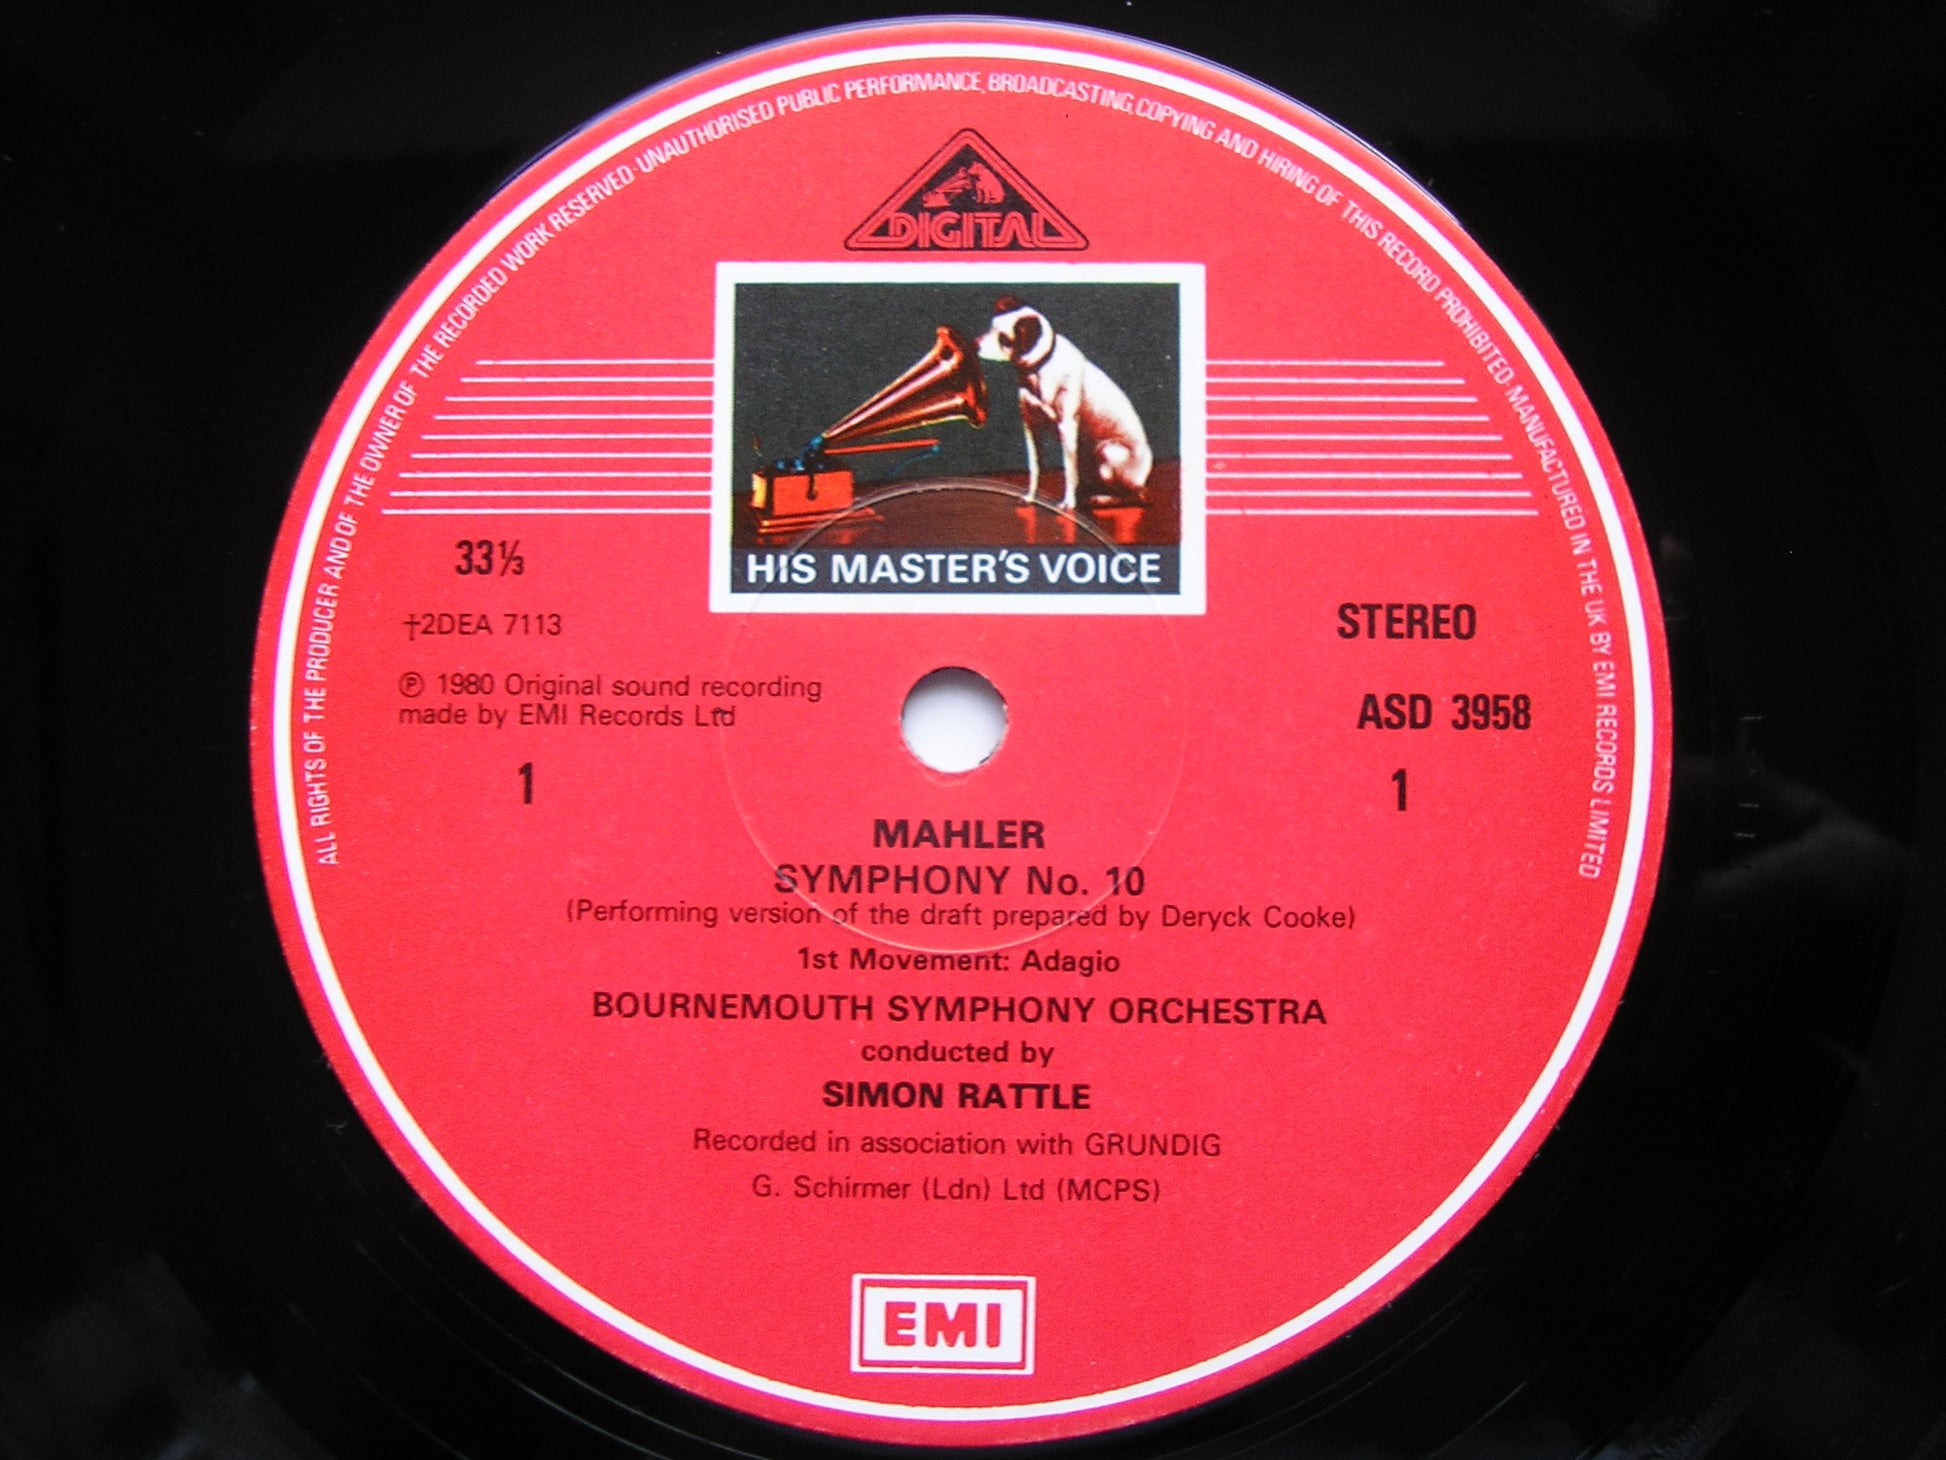 ALL RIGHTS OF THE PRODUCER AND OF THE OWNER OF THE RECORDED WORK RESERVED · UNAUTHORISED PUBLIC PERFORMANCE, BROADCASTING, COPYING AND HIRING OF THIS RECORD PROHIBITED · MANUFACTURED IN THE UK BY EMI RECORDS LIMITED
DIGITAL
HIS MASTER'S VOICE
33⅓
†2DEA 7113
STEREO
℗ 1980 Original sound recording
made by EMI Records Ltd
ASD 3958
1
1
MAHLER
SYMPHONY No. 10
(Performing version of the draft prepared by Deryck Cooke)
1st Movement: Adagio
BOURNEMOUTH SYMPHONY ORCHESTRA
conducted by
SIMON RATTLE
Recorded in association with GRUNDIG
G. Schirmer (Ldn) Ltd (MCPS)
EMI